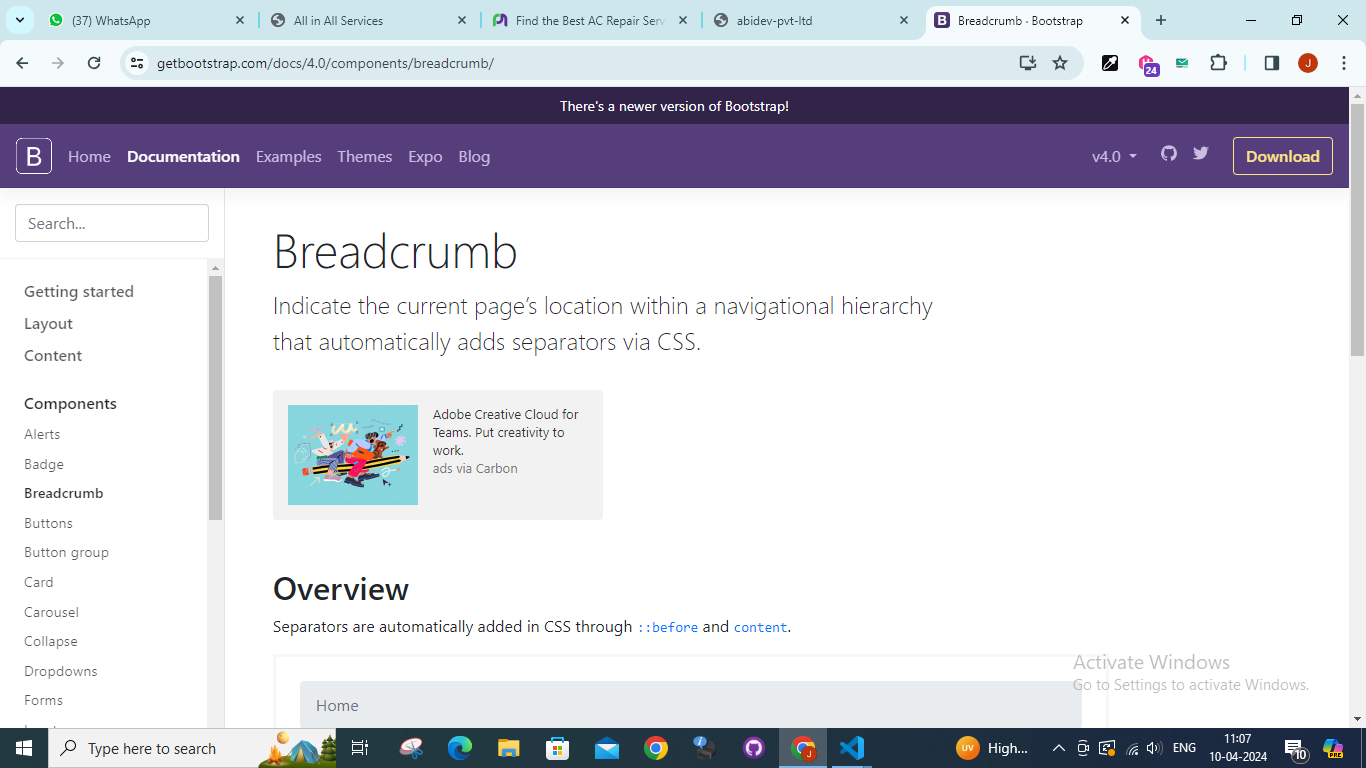 (37) WhatsApp
All in All Services
Find the Best AC Repair Serv
abidev-pvt-ltd
Breadcrumb · Bootstrap
getbootstrap.com/docs/4.0/components/breadcrumb/
24
J
There's a newer version of Bootstrap!
B
Home
Documentation
Examples
Themes
Expo
Blog
v4.0
Download
Search...
Getting started
Layout
Content
Components
Alerts
Badge
Breadcrumb
Buttons
Button group
Card
Carousel
Collapse
Dropdowns
Forms
Breadcrumb
Indicate the current page’s location within a navigational hierarchy
that automatically adds separators via CSS.
Adobe Creative Cloud for
Teams. Put creativity to
work.
ads via Carbon
Overview
Separators are automatically added in CSS through ::before and content.
Home
Activate Windows
Go to Settings to activate Windows.
Type here to search
UV
High...
ENG
11:07
10-04-2024
10
PRE